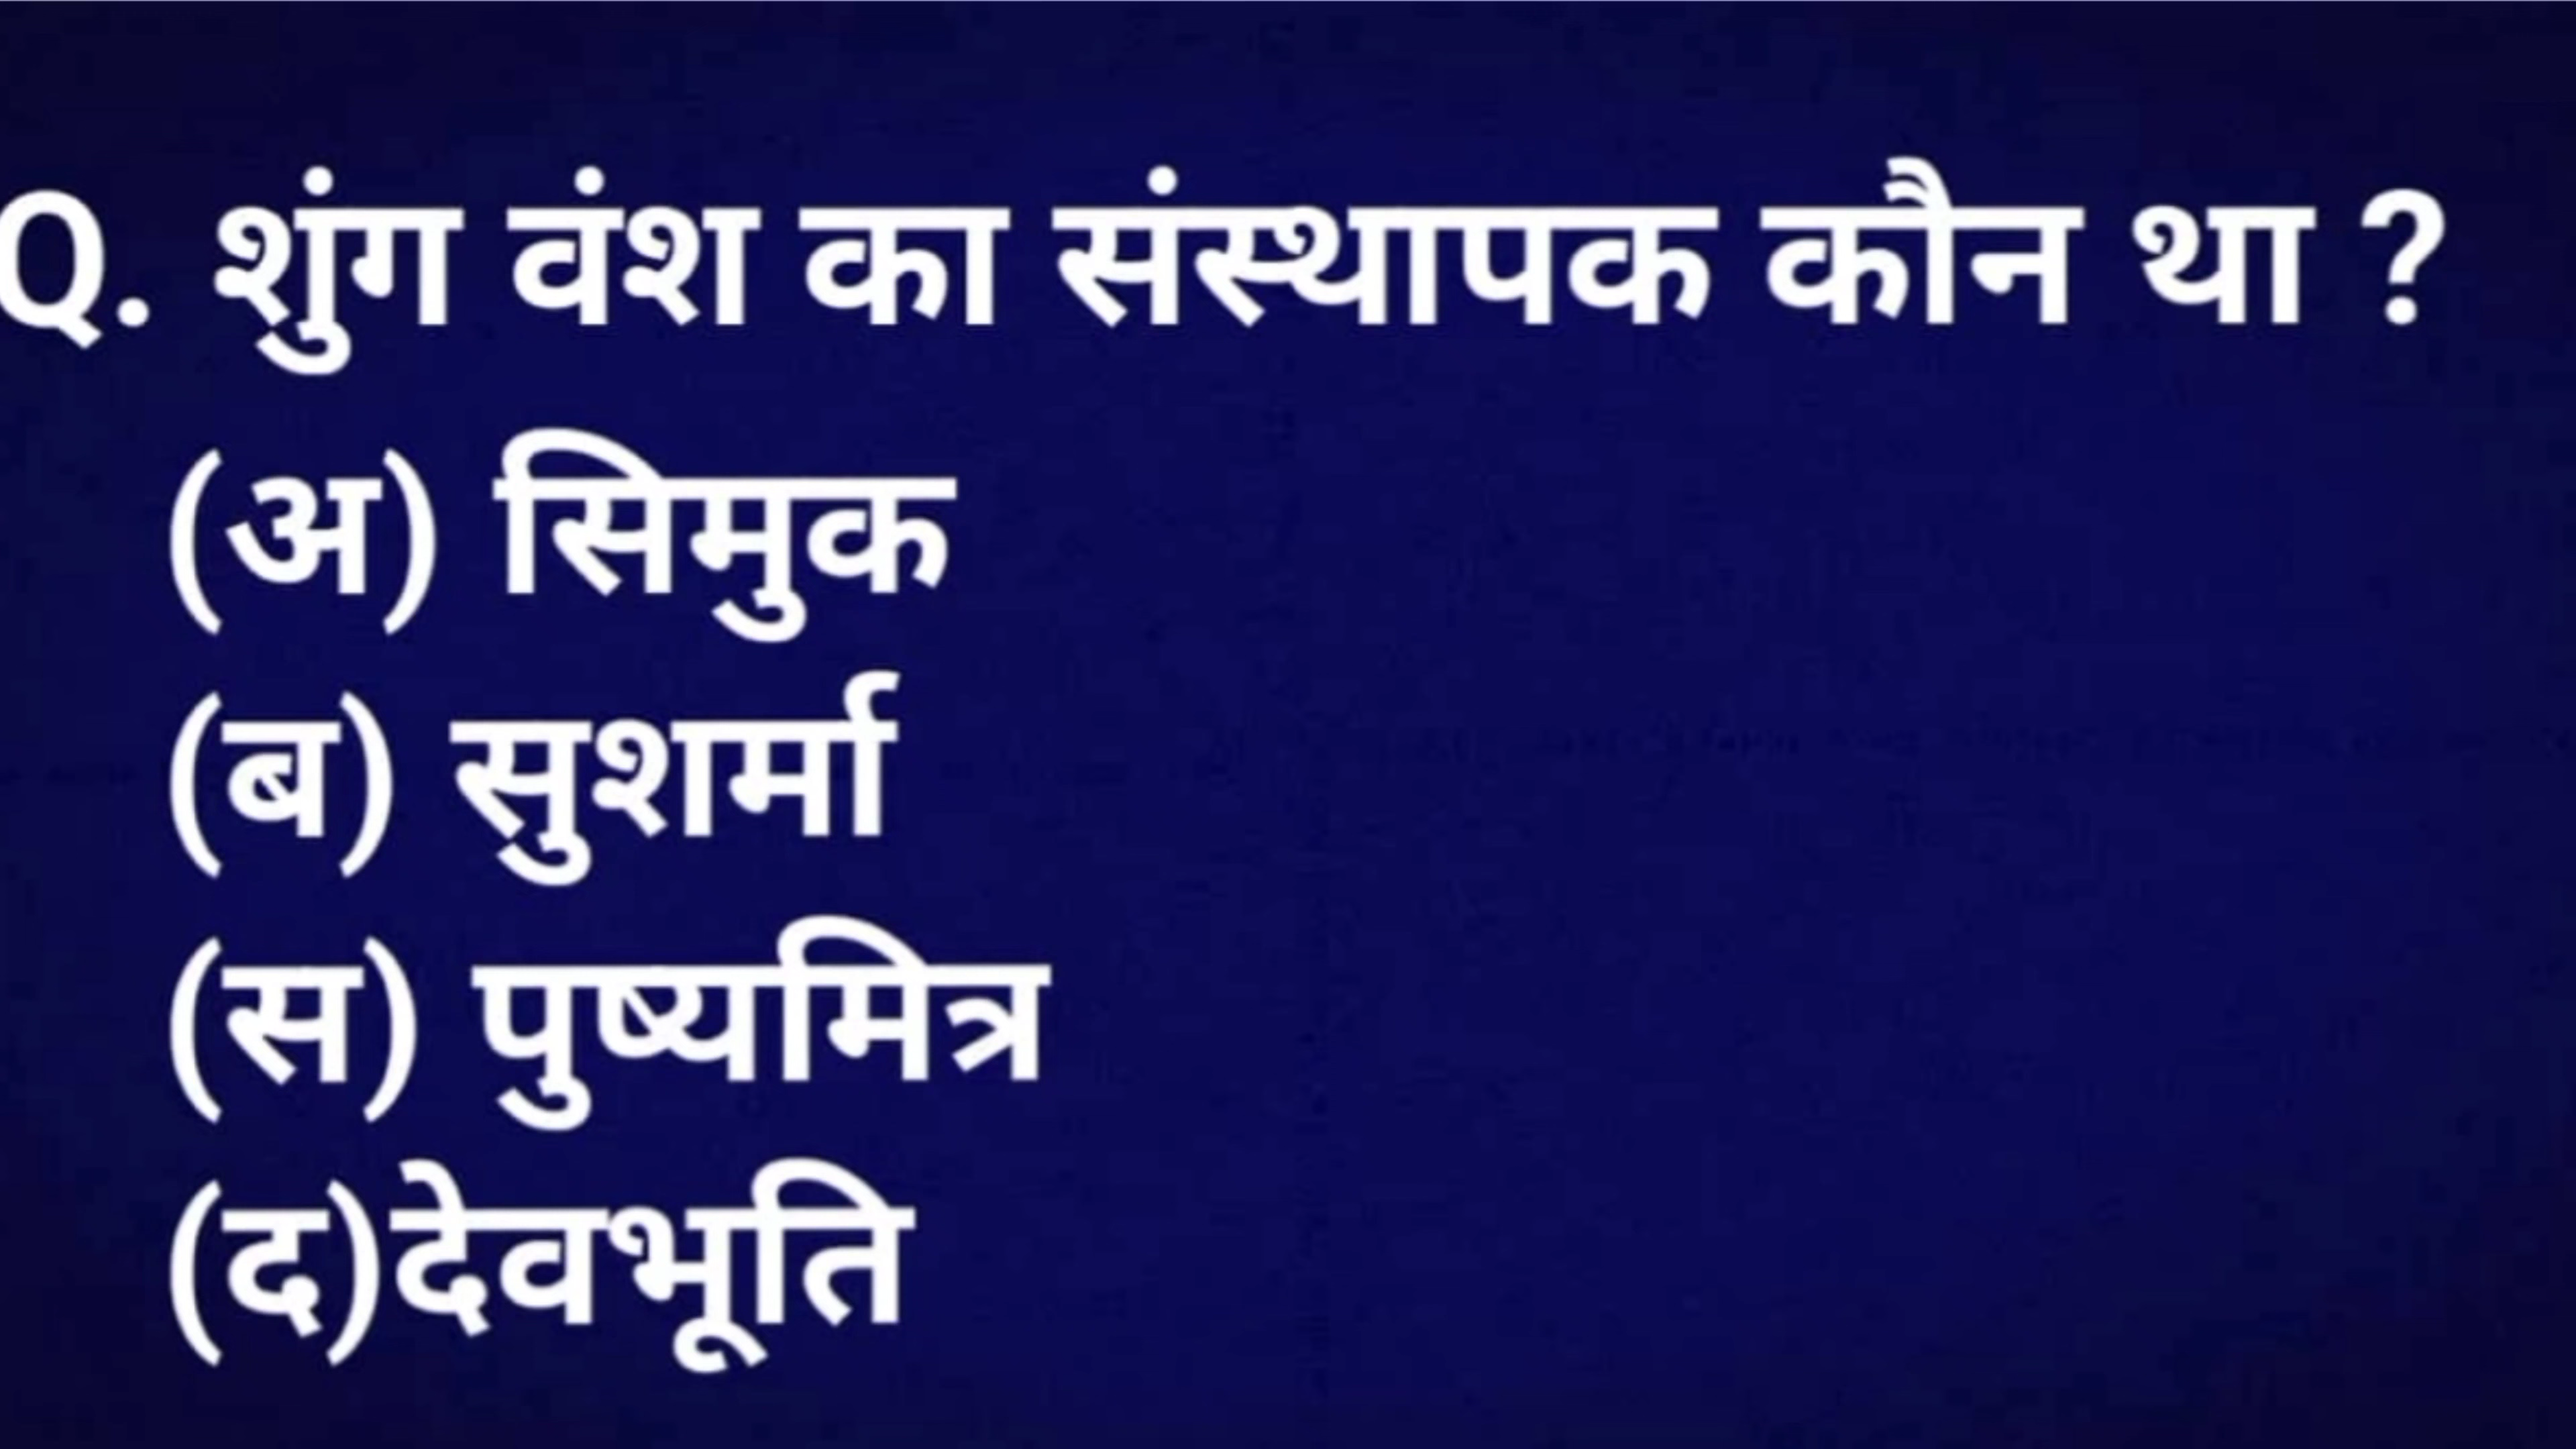 Q. शुंग वंश का संस्थापक कौन था ?
(अ) सिमुक
(ब) सुशर्मा
(स) पुष्यमित्र
(द)देवभूति